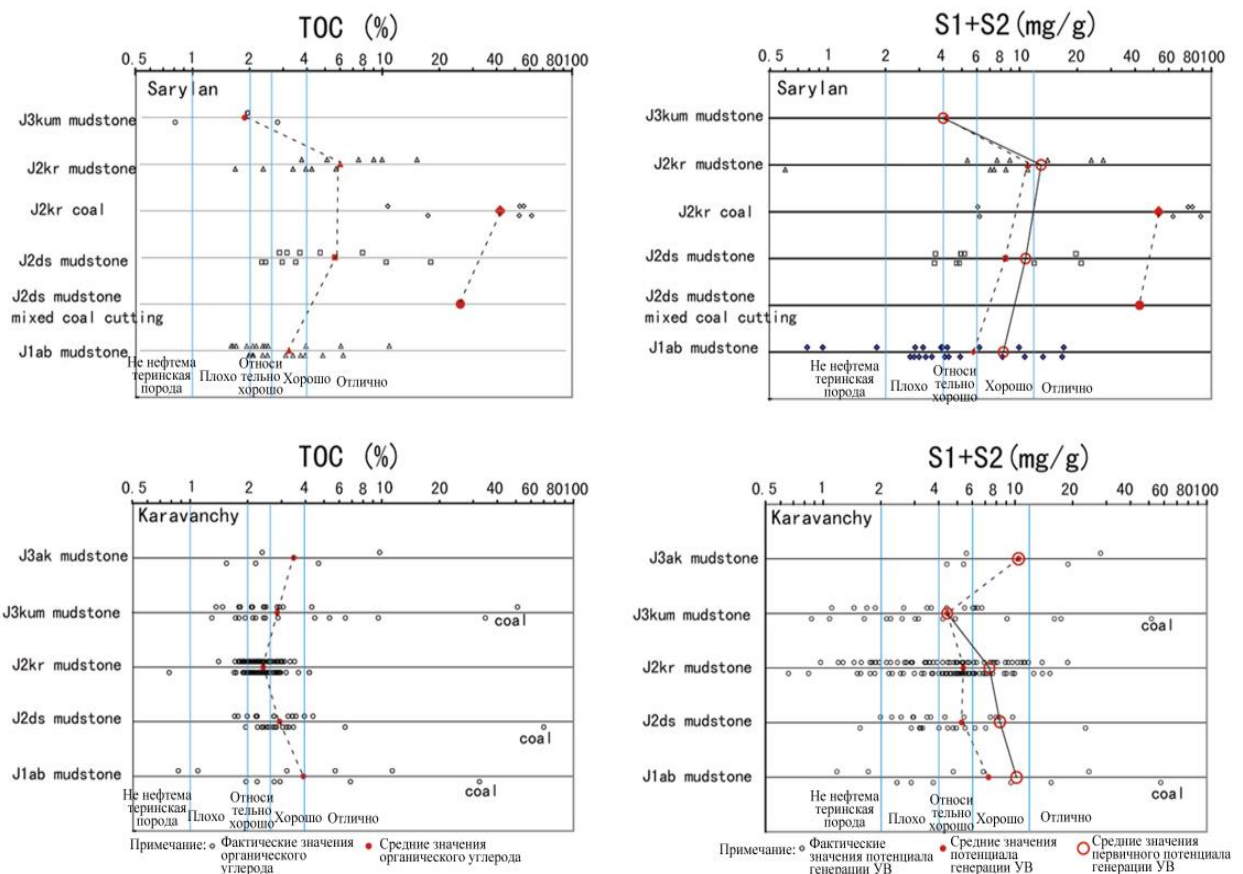 TOC (%)
0.5 1 2 4 6 10 20 40 60 100
Sarylan
J3kum mudstone
J2kr mudstone
J2kr coal
J2ds mudstone
J2ds mudstone
mixed coal cutting
J1ab mudstone
Не нефтема
теринская
порода
Плохо
Относи
тельно
хорошо
Хорошо
Отлично
S1+S2(mg/g)
0.5 1 2 4 6 10 20 40 60 80100
Sarylan
J3kum mudstone
J2kr mudstone
J2kr coal
J2ds mudstone
J2ds mudstone
mixed coal cutting
J1ab mudstone
Не нефтема
теринская
порода
Плохо
Относи
тельно
хорошо
Хорошо
Отлично
TOC (%)
0.5 1 2 4 6 10 20 40 60 80100
Karavanchy
J3ak mudstone
J3kum mudstone
coal
J2kr mudstone
J2ds mudstone
coal
J1ab mudstone
coal
Не нефтема
теринская
порода
Плохо
Относи
тельно
хорошо
Хорошо
Отлично
Примечание:
Фактические значения
органического
углерода
Средние значения
органического углерода
S1+S2(mg/g)
0.5 1 2 4 6 8 10 20 40 60 80100
Karavanchy
J3ak mudstone
J3kum mudstone
coal
J2kr mudstone
J2ds mudstone
J1ab mudstone
coal
Не нефтема
теринская
порода
Плохо
Относи
тельно
хорошо
Хорошо
Отлично
Примечание:
Фактические
значения потенциала
генерации УВ
Средние значения
потенциала
генерации УВ
Средние значения
первичного потенциала
генерации УВ